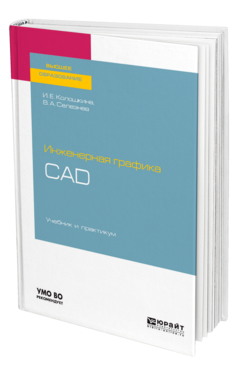 ВЫСШЕЕ
ОБРАЗОВАНИЕ
И. Е. Колошкина,
В. А. Селезнев
Инженерная графика
CAD
Учебник и практикум
УМО ВО
РЕКОМЕНДУЕТ
юрайт